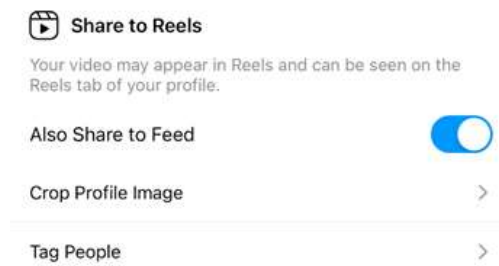 Share to Reels
Your video may appear in Reels and can be seen on the
Reels tab of your profile.
Also Share to Feed
Crop Profile Image
Tag People